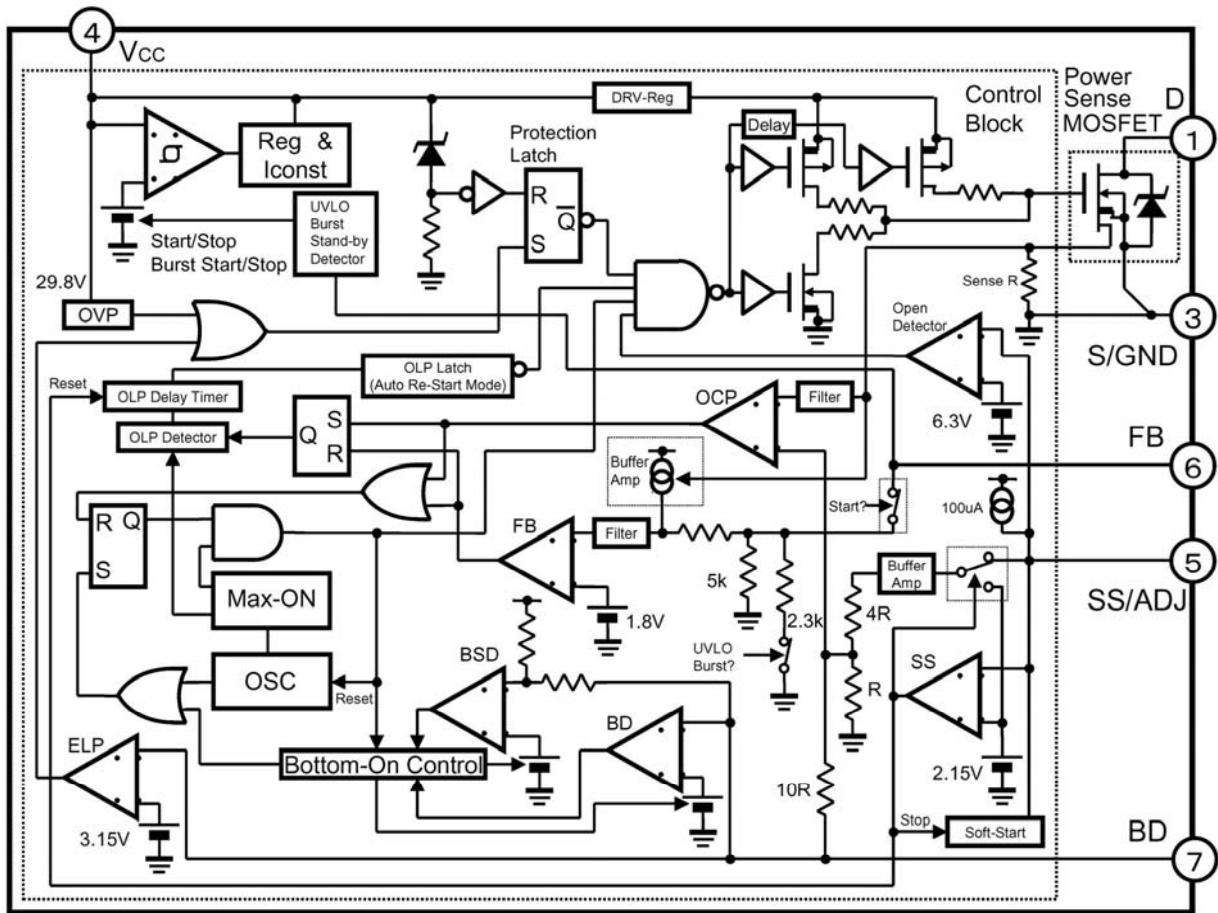 4
VCC
DRV-Reg
Control
Block
Power
Sense
MOSFET
D
1
Reg &
Iconst
Protection
Latch
Delay
R
Q
S
UVLO
Burst
Stand-by
Detector
Start/Stop
Burst Start/Stop
29.8V
OVP
Sense R
Open
Detector
3
S/GND
OLP Latch
(Auto Re-Start Mode)
Reset
OLP Delay Timer
OLP Detector
Q
S
R
OCP
Filter
6.3V
FB
6
Buffer
Amp
Start?
100uA
R
Q
S
FB
Filter
5k
2.3k
1.8V
Buffer
Amp
5
SS/ADJ
Max-ON
4R
OSC
Reset
BSD
UVLO
Burst?
R
SS
BD
ELP
Bottom-On Control
10R
2.15V
3.15V
Stop
Soft-Start
BD
7